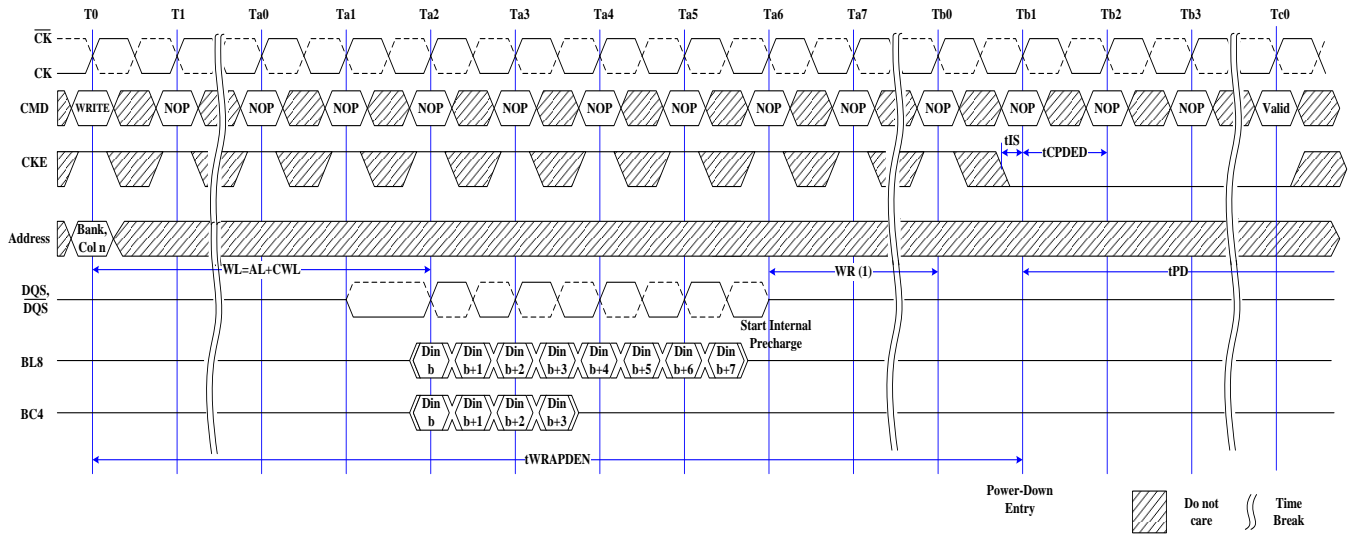 T0 T1 Ta0 Ta1 Ta2 Ta3 Ta4 Ta5 Ta6 Ta7 Tb0 Tb1 Tb2 Tb3 Tc0
CK
CK
CMD WRITE NOP NOP NOP NOP NOP NOP NOP NOP NOP NOP NOP NOP NOP Valid
tIS
CKE tCPDED
Address Bank,
Col n
WL=AL+CWL WR (1) tPD
DQS,
DQS
Start Internal
Precharge
BL8 Din Din Din Din Din Din Din Din
b b+1 b+2 b+3 b+4 b+5 b+6 b+7
BC4 Din Din Din Din
b b+1 b+2 b+3
tWRAPDEN
Power-Down
Entry
Do not
care
Time
Break